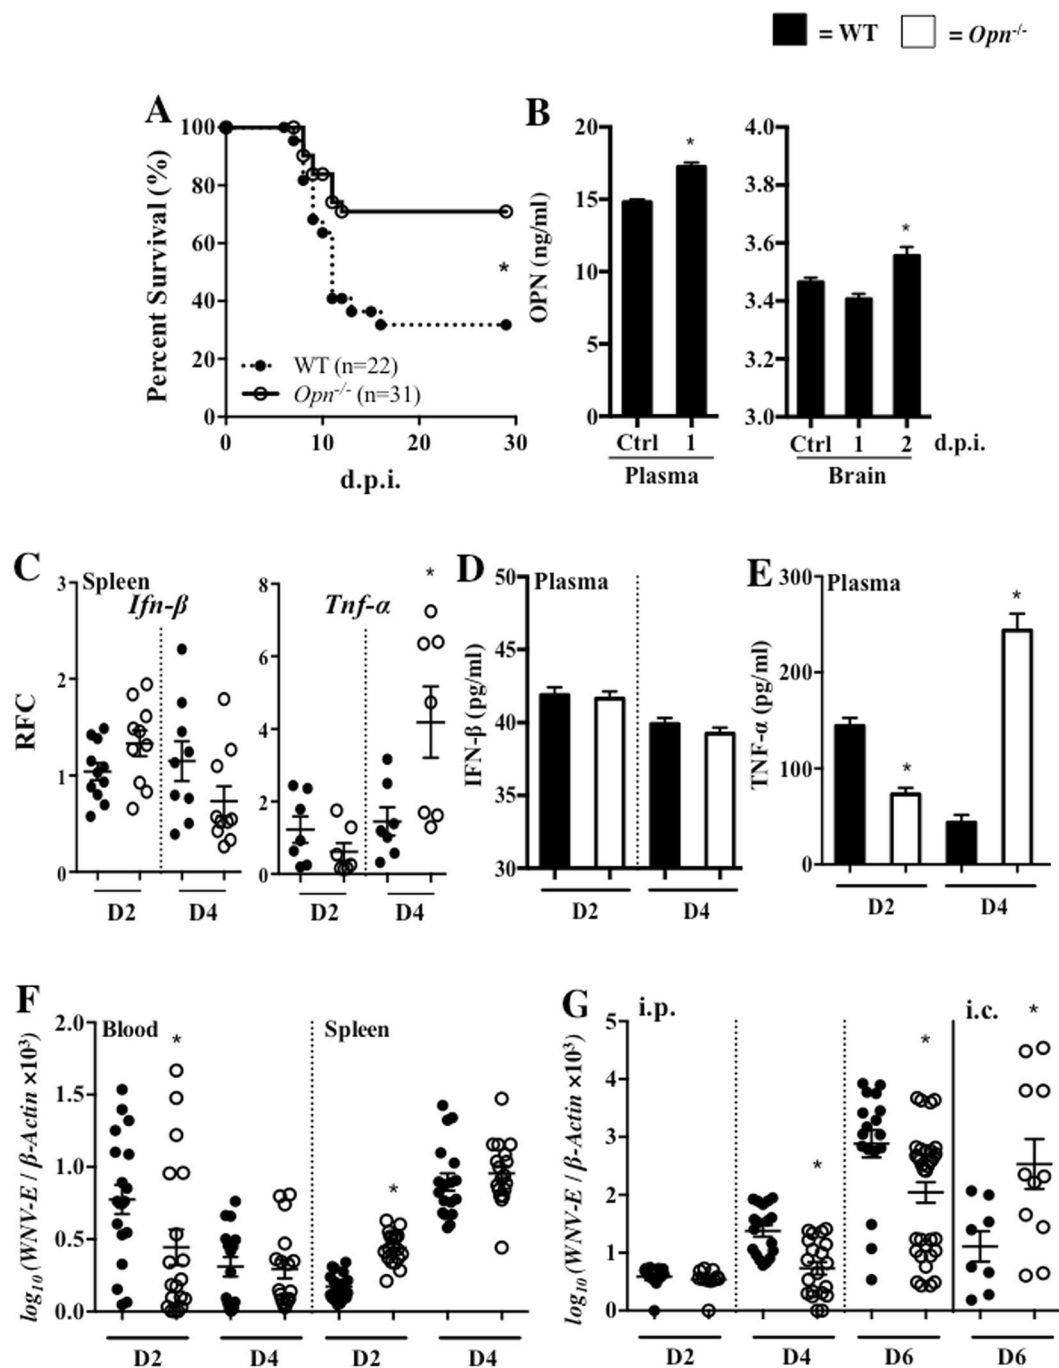 = WT = Opn-/-
A
Percent Survival (%)
100
80
60
40
20
0
*
WT (n=22)
Opn-/- (n=31)
0 10 20 30
d.p.i.
B
OPN (ng/ml)
20
15
10
5
0
*
Ctrl 1
Plasma
4.0
3.8
3.6
3.4
3.2
3.0
*
Ctrl 1 2 d.p.i.
Brain
C
RFC
3
2
1
0
Spleen
Ifn-β
D2 D4
8
6
4
2
0
Tnf-α
*
D2 D4
D
IFN-β (pg/ml)
50
45
40
35
30
Plasma
D2 D4
E
TNF-α (pg/ml)
300
200
100
0
Plasma
*
*
D2 D4
F
log10 (WNV-E / β-Actin ×103)
2.0
1.5
1.0
0.5
0.0
Blood
*
Spleen
*
D2 D4 D2 D4
G
log10 (WNV-E / β-Actin ×103)
5
4
3
2
1
0
i.p.
*
*
i.c.
*
D2 D4 D6 D6